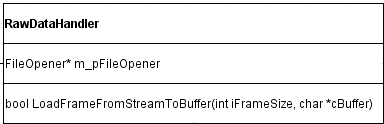 RawDataHandler
FileOpener* m_pFileOpener
bool LoadFrameFromStreamToBuffer(int iFrameSize, char *cBuffer)